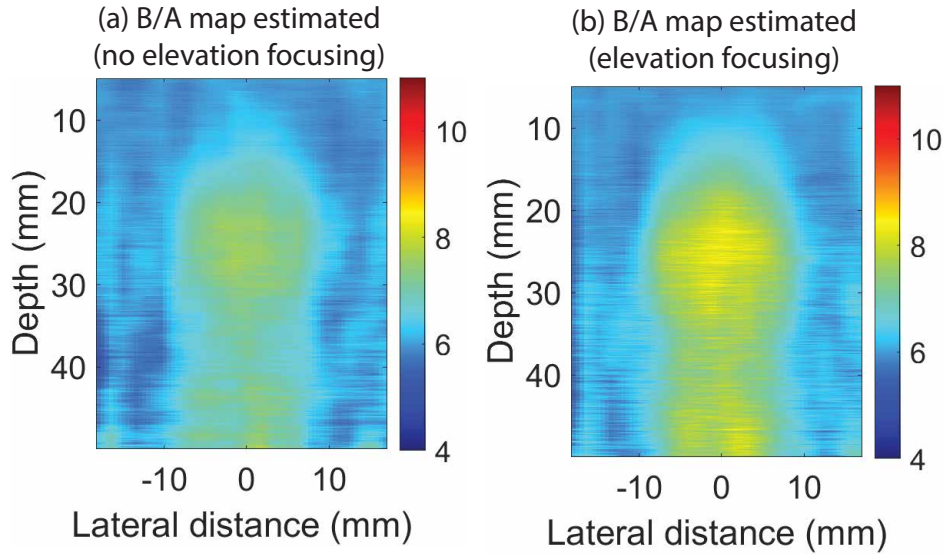 (a) B/A map estimated
(no elevation focusing)
10
20
30
40
Depth (mm)
-10 0 10
Lateral distance (mm)
10
8
6
4
(b) B/A map estimated
(elevation focusing)
10
20
30
40
Depth (mm)
-10 0 10
Lateral distance (mm)
10
8
6
4